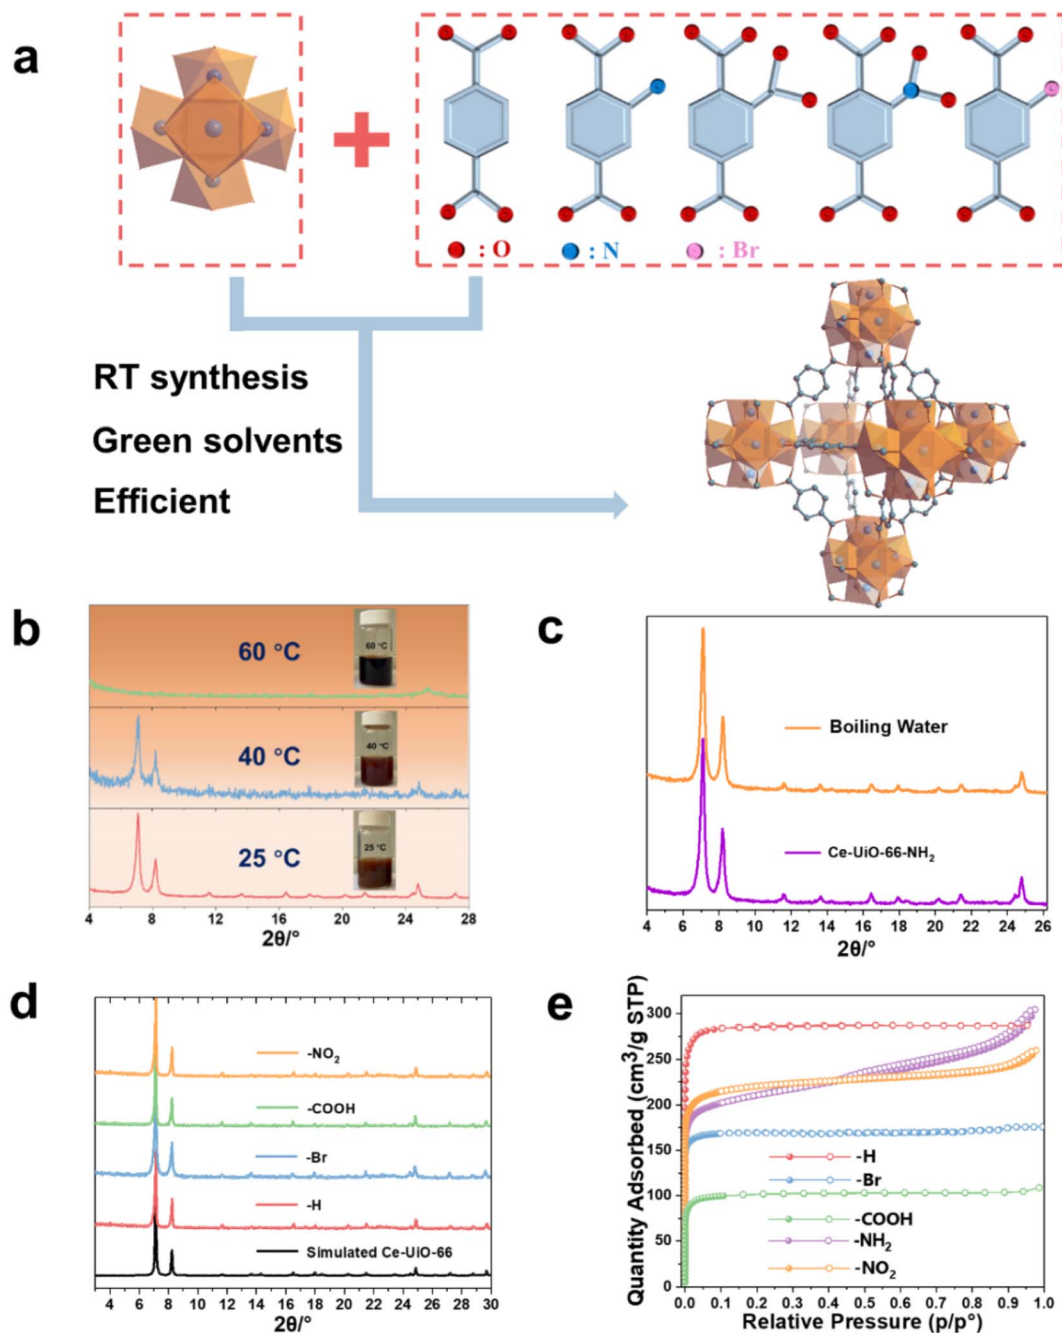 a
: O
: N
: Br
RT synthesis
Green solvents
Efficient
b
60 °C
60 °C
40 °C
40 °C
25 °C
25 °C
4 8 12 16 20 24 28
2θ/°
c
Boiling Water
Ce-UiO-66-NH₂
4 6 8 10 12 14 16 18 20 22 24 26
2θ/°
d
-NO₂
-COOH
-Br
-H
Simulated Ce-UiO-66
4 6 8 10 12 14 16 18 20 22 24 26 28 30
2θ/°
e
Quantity Adsorbed (cm³/g STP)
300
250
200
150
100
50
0
-H
-Br
-COOH
-NH₂
-NO₂
0.0 0.1 0.2 0.3 0.4 0.5 0.6 0.7 0.8 0.9 1.0
Relative Pressure (p/p°)